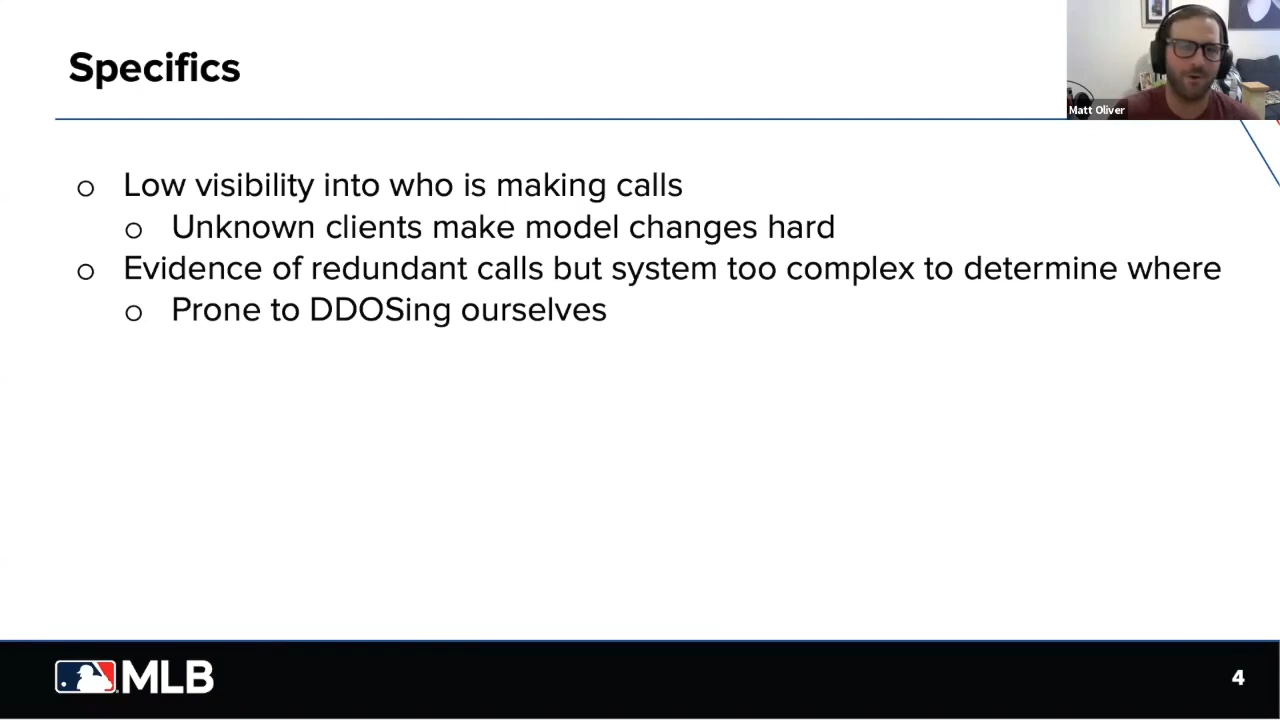 Specifics
Matt Oliver
○ Low visibility into who is making calls
○ Unknown clients make model changes hard
○ Evidence of redundant calls but system too complex to determine where
○ Prone to DDOSing ourselves
MLB
4